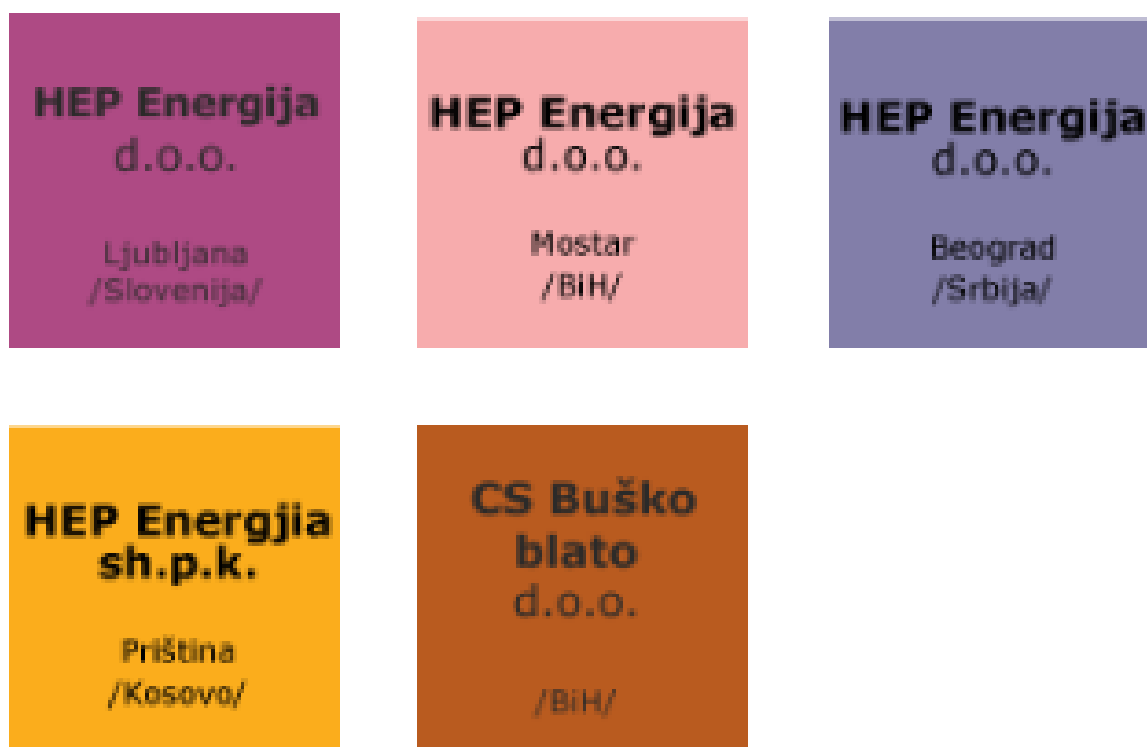 HEP Energija
d.o.o.
Ljubljana
/Slovenija/
HEP Energija
d.o.o.
Mostar
/BiH/
HEP Energija
d.o.o.
Beograd
/Srbija/
HEP Energjia
sh.p.k.
Priština
/Kosovo/
CS Buško
blato
d.o.o.
/BiH/